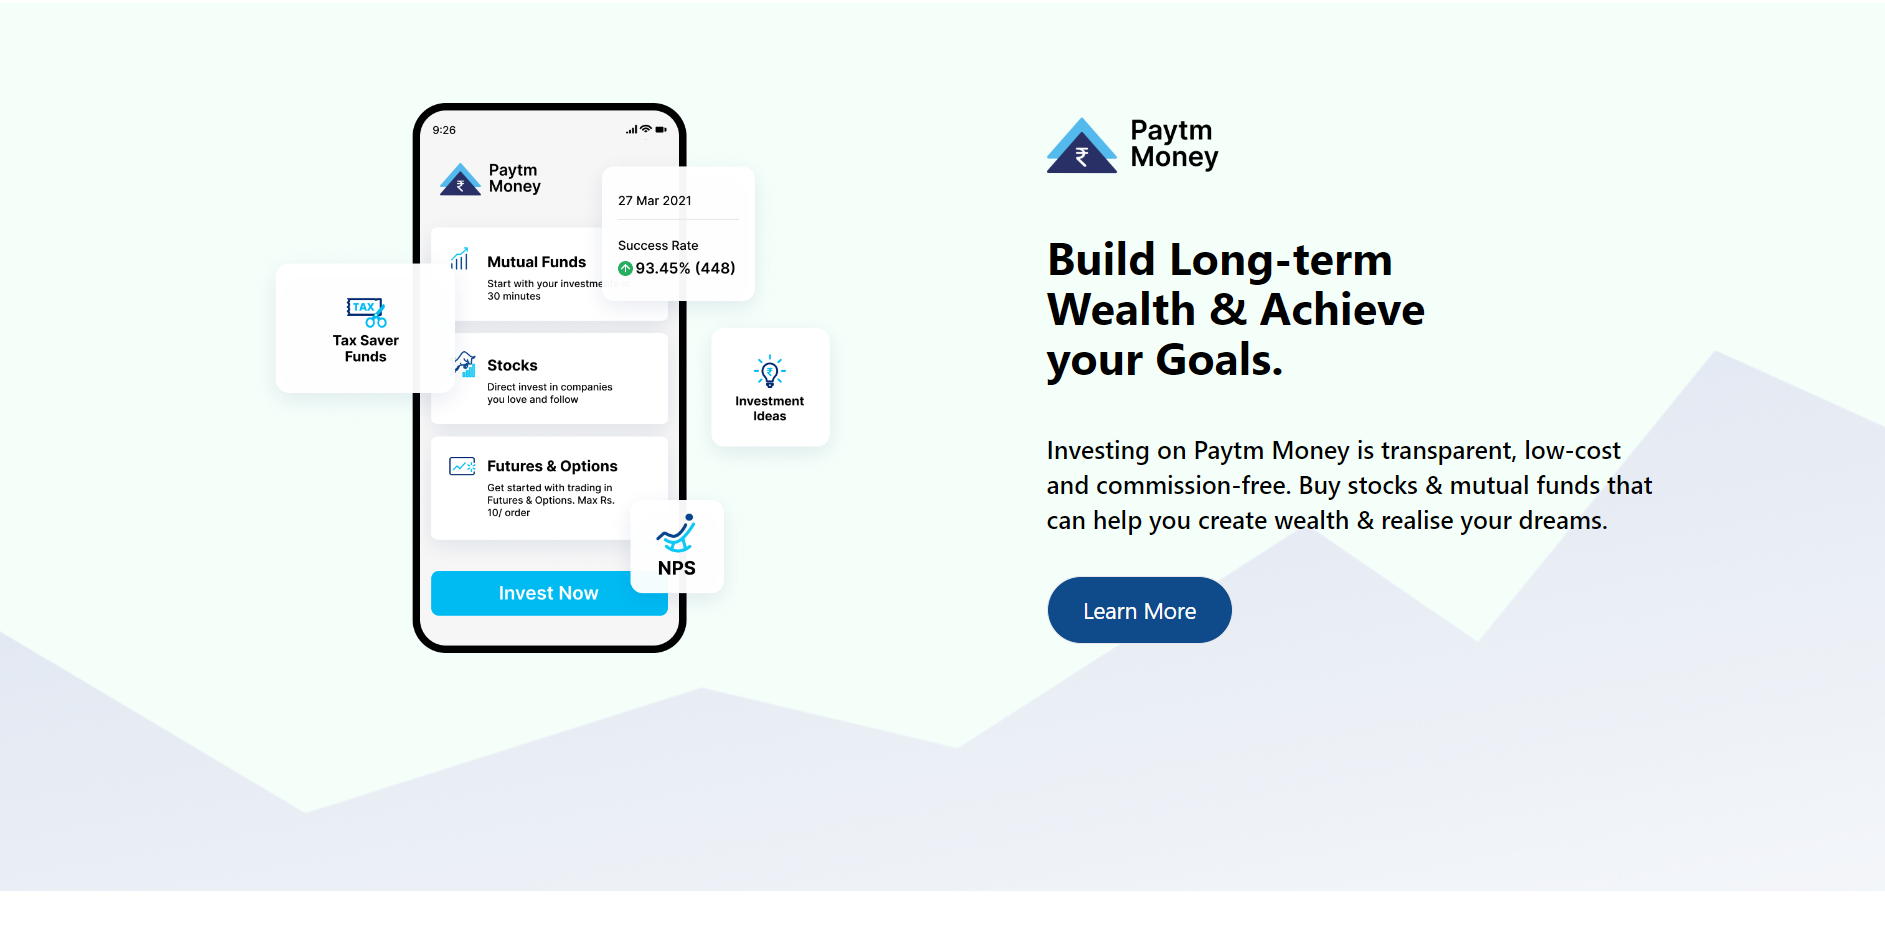 9:26
Paytm
Money
27 Mar 2021
Success Rate
93.45% (448)
Mutual Funds
Start with your investments
30 minutes
TAX
Tax Saver
Funds
Stocks
Direct invest in companies
you love and follow
Investment
Ideas
Futures & Options
Get started with trading in
Futures & Options. Max Rs.
10/ order
NPS
Invest Now
Paytm
Money
Build Long-term
Wealth & Achieve
your Goals.
Investing on Paytm Money is transparent, low-cost
and commission-free. Buy stocks & mutual funds that
can help you create wealth & realise your dreams.
Learn More